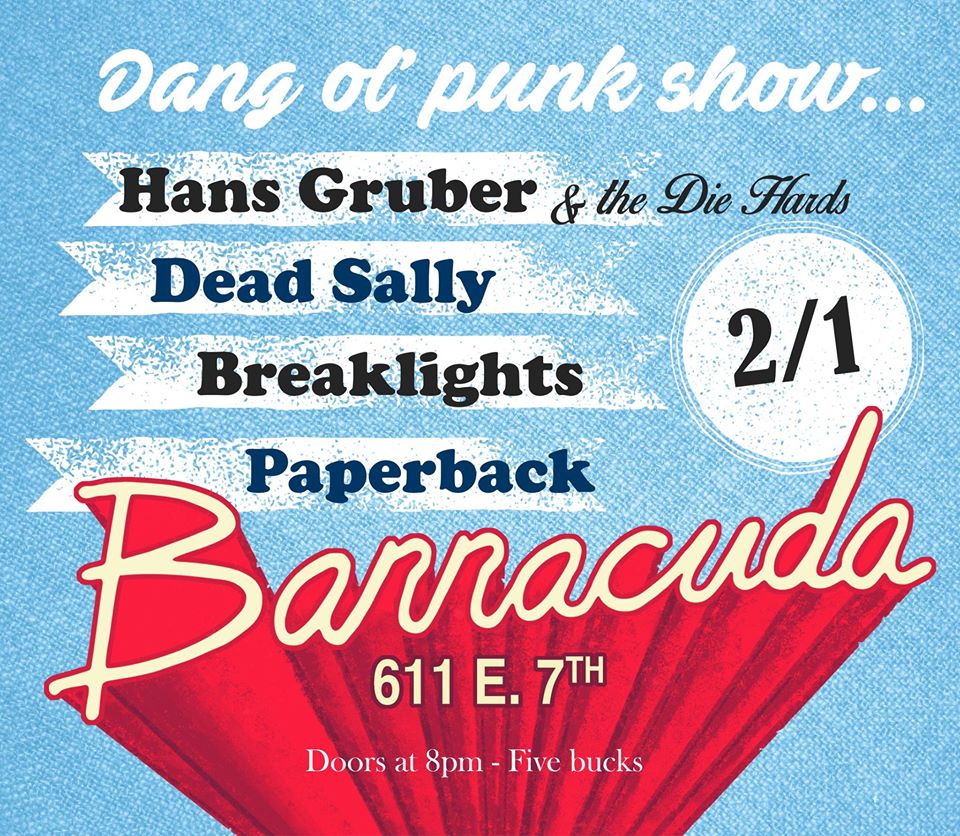 Dang ol' punk show...
Hans Gruber & the Die Hards
Dead Sally
Breaklights
2/1
Paperback
Barracuda
611 E. 7TH
Doors at 8pm - Five bucks